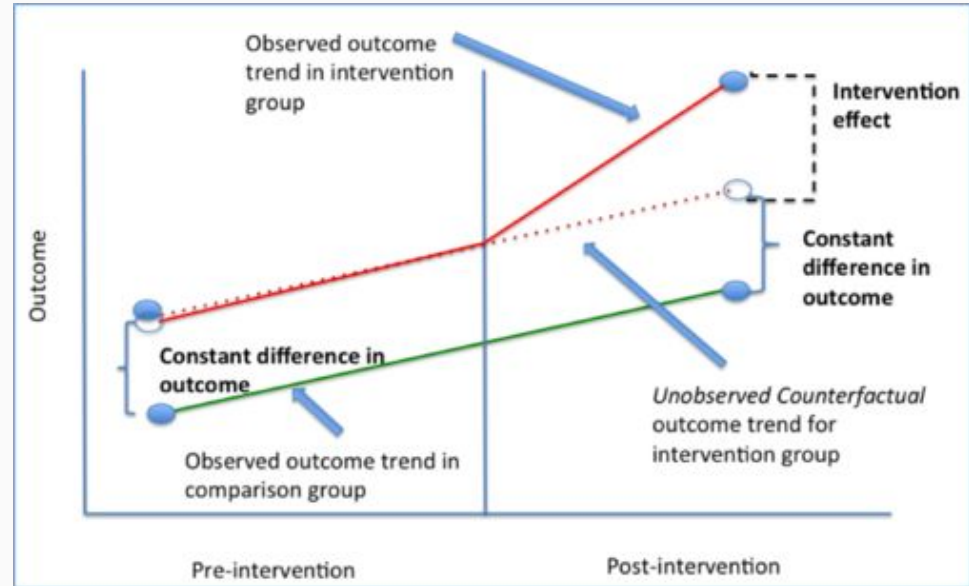 Observed outcome
trend in intervention
group
Intervention
effect
Outcome
Constant
difference in
outcome
Constant difference in
outcome
Unobserved Counterfactual
outcome trend for
intervention group
Observed outcome trend in
comparison group
Pre-intervention
Post-intervention